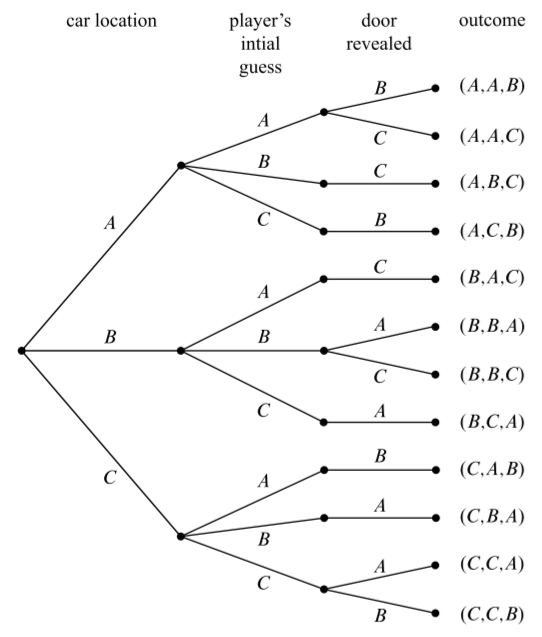 car location
player's
intial
guess
door
revealed
outcome
B
(A,A,B)
A
C
(A,A,C)
B
C
(A,B,C)
C
B
(A,C,B)
A
C
(B,A,C)
A
B
B
A
(B,B,A)
C
(B,B,C)
C
A
(B,C,A)
C
A
B
(C,A,B)
B
A
(C,B,A)
C
A
(C,C,A)
B
(C,C,B)